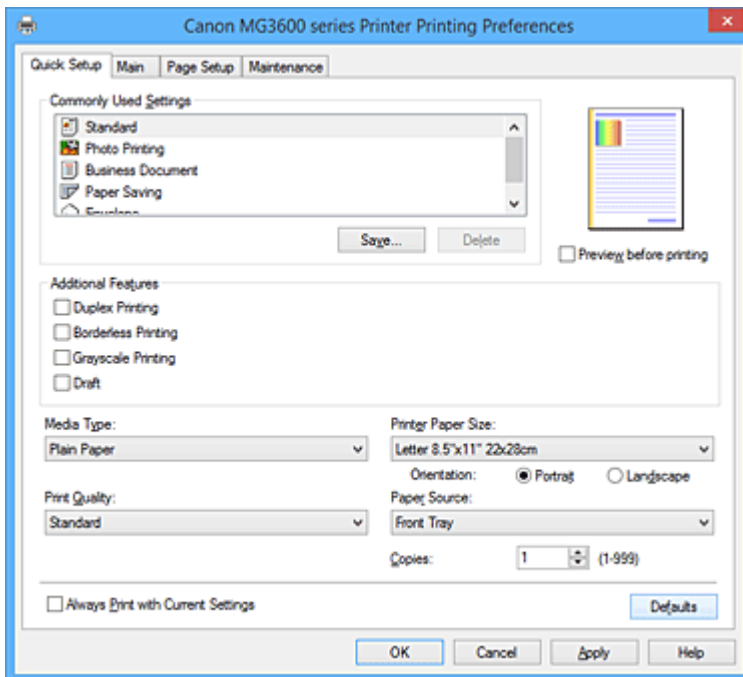 Canon MG3600 series Printer Printing Preferences
Quick Setup Main Page Setup Maintenance
Commonly Used Settings
Standard
Photo Printing
Business Document
Paper Saving
Envelope
Save... Delete
Preview before printing
Additional Features
Duplex Printing
Borderless Printing
Grayscale Printing
Draft
Media Type: Printer Paper Size:
Plain Paper Letter 8.5"x11" 22x28cm
Orientation: Portrait Landscape
Print Quality: Paper Source:
Standard Front Tray
Copies: 1 (1-999)
Always Print with Current Settings Defaults
OK Cancel Apply Help